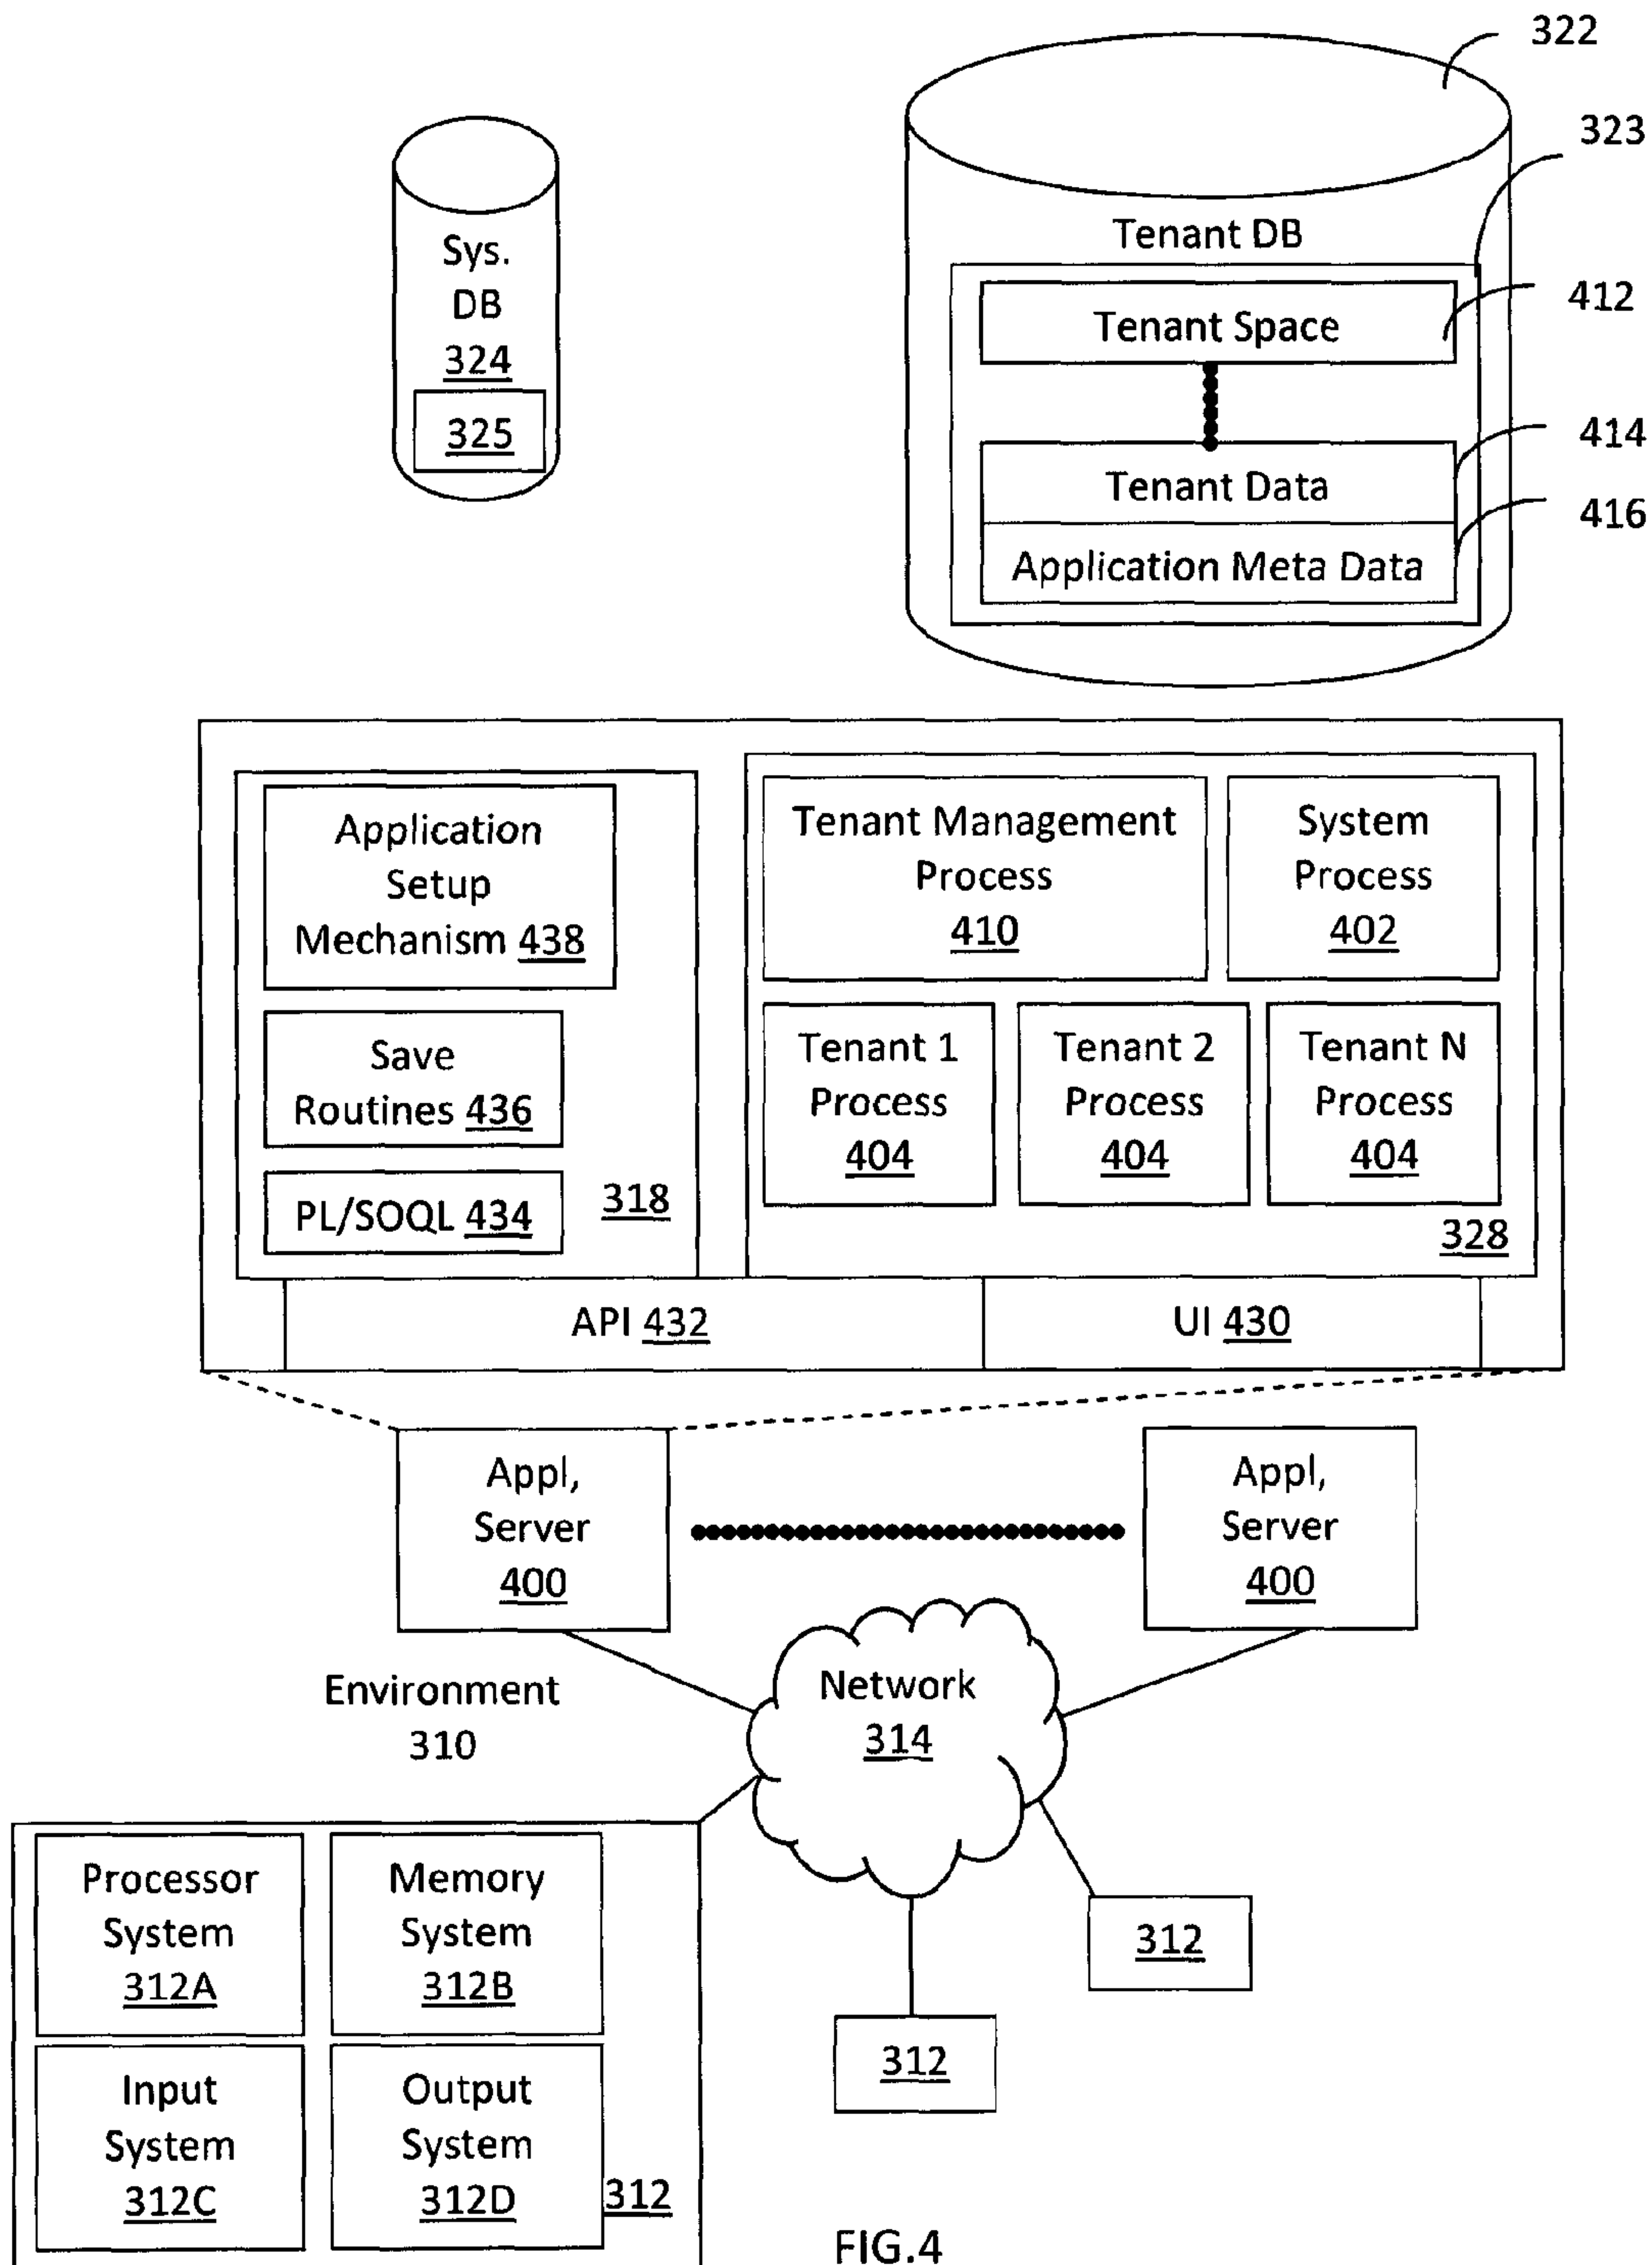 322
323
Tenant DB
Sys.
DB
324
325
Tenant Space
412
Tenant Data
414
Application Meta Data
416
Application
Setup
Mechanism 438
Save
Routines 436
PL/SOQL 434
318
Tenant Management
Process
410
System
Process
402
Tenant 1
Process
404
Tenant 2
Process
404
Tenant N
Process
404
328
API 432
UI 430
Appl,
Server
400
Appl,
Server
400
Environment
310
Network
314
Processor
System
312A
Memory
System
312B
Input
System
312C
Output
System
312D
312
312
312
FIG.4